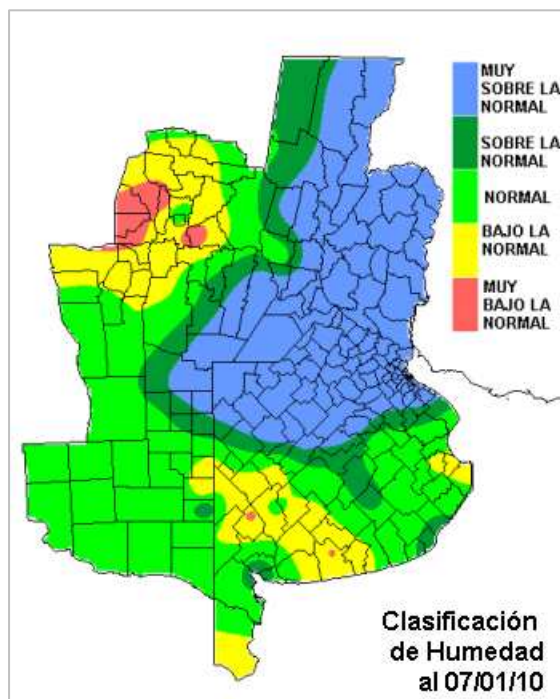 MUY
SOBRE LA
NORMAL
SOBRE LA
NORMAL
NORMAL
BAJO LA
NORMAL
MUY
BAJO LA
NORMAL
Clasificación
de Humedad
al 07/01/10